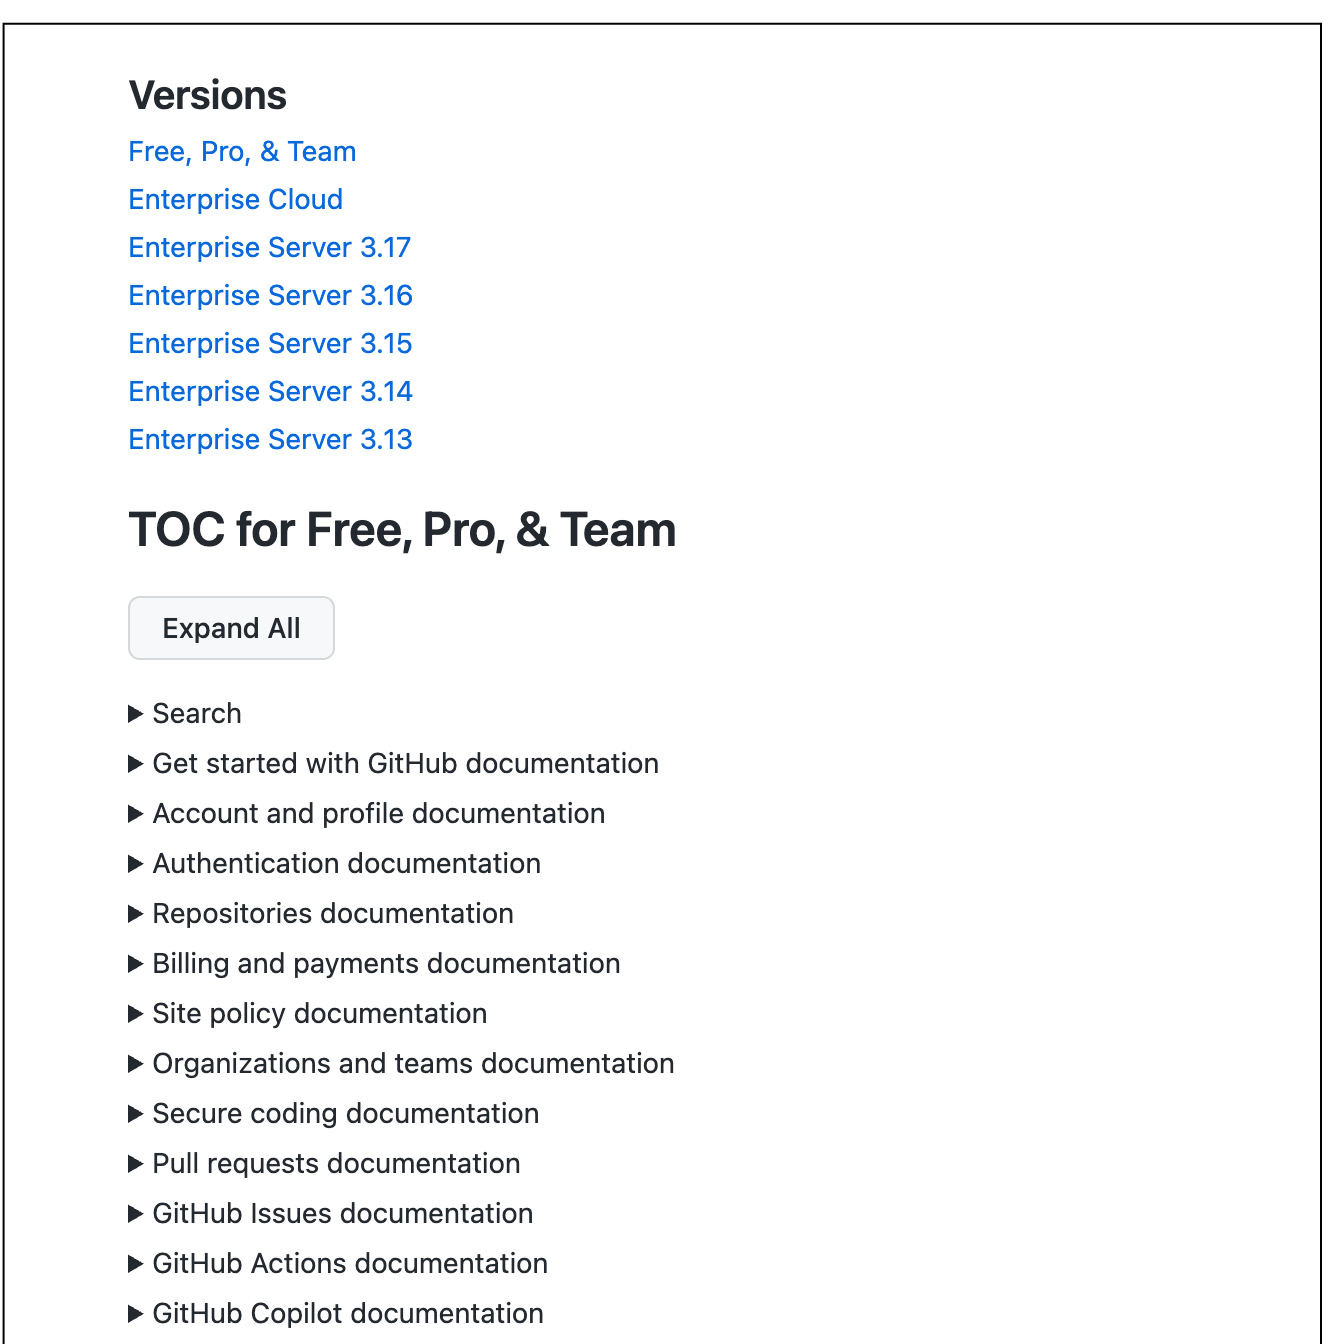 Versions
Free, Pro, & Team
Enterprise Cloud
Enterprise Server 3.17
Enterprise Server 3.16
Enterprise Server 3.15
Enterprise Server 3.14
Enterprise Server 3.13
TOC for Free, Pro, & Team
Expand All
Search
Get started with GitHub documentation
Account and profile documentation
Authentication documentation
Repositories documentation
Billing and payments documentation
Site policy documentation
Organizations and teams documentation
Secure coding documentation
Pull requests documentation
GitHub Issues documentation
GitHub Actions documentation
GitHub Copilot documentation